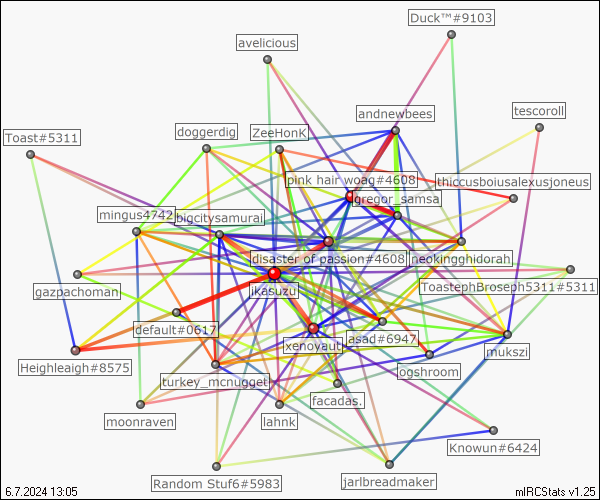 Duck™#9103
avelicious
andnewbees
tescoroll
Toast#5311
doggerdig
ZeeHonK
pink hair woag#4608
thiccusboiusalexusjoneus
gregor_samsa
mingus4742
bigcitysamurai
disaster of passion#4608
neokingghidorah
gazpachoman
jkasuzu
ToastephBroseph5311#5311
default#0617
xenoyaut
asad#6947
mukszi
Heighleaigh#8575
turkey_mcnugget
ogshroom
facadas.
moonraven
lahnk
Knowun#6424
Random Stuf6#5983
jarlbreadmaker
6.7.2024 13:05
mIRCStats v1.25